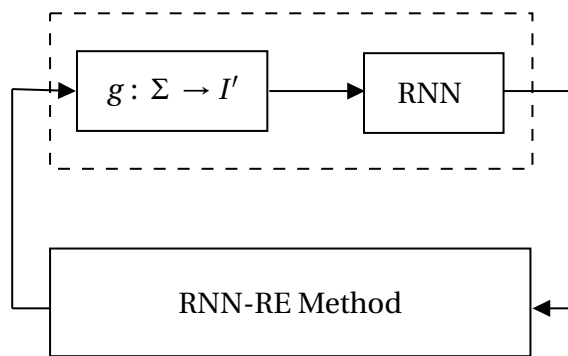 g : Σ → I′
RNN
RNN-RE Method